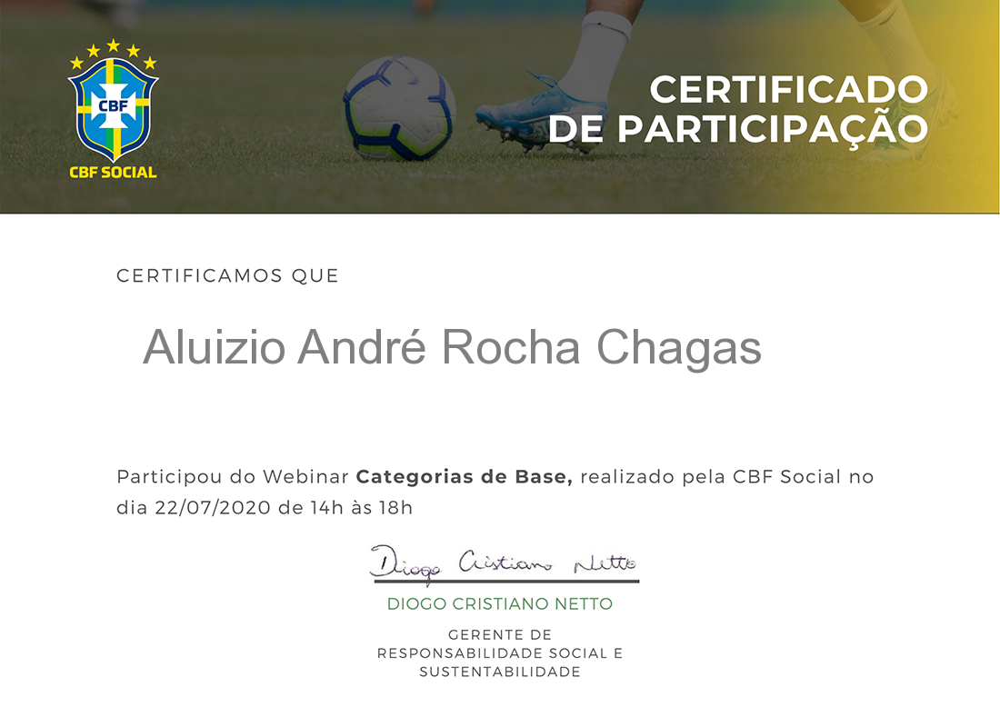 CBF
CBF SOCIAL
CERTIFICADO
DE PARTICIPAÇÃO
CERTIFICAMOS QUE
Aluizio André Rocha Chagas
Participou do Webinar Categorias de Base, realizado pela CBF Social no
dia 22/07/2020 de 14h às 18h
Diogo Cristiano Netto
DIOGO CRISTIANO NETTO
GERENTE DE
RESPONSABILIDADE SOCIAL E
SUSTENTABILIDADE